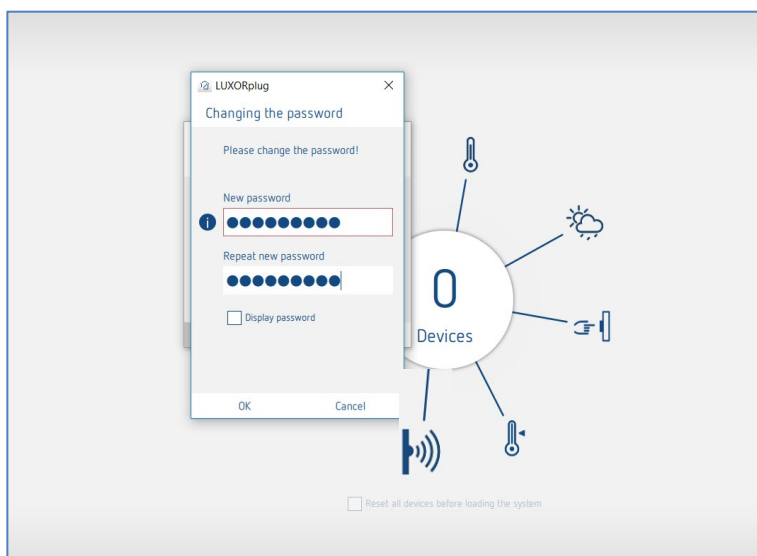 LUXORplug
Changing the password
Please change the password!
New password
Repeat new password
Display password
OK Cancel
0
Devices
Reset all devices before loading the system